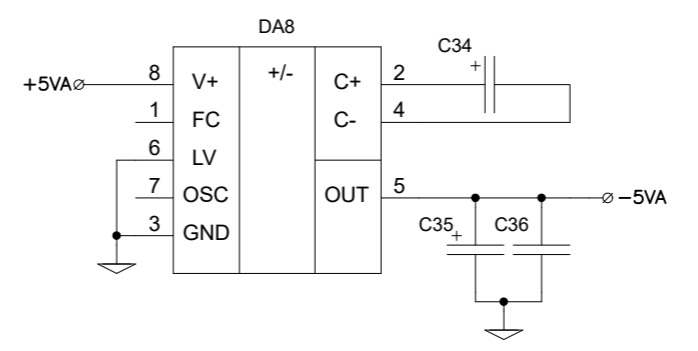 DA8
C34
+
+5VA
8
V+
+/-
C+
2
1
FC
C-
4
6
LV
7
OSC
OUT
5
-5VA
3
GND
C35
+
C36